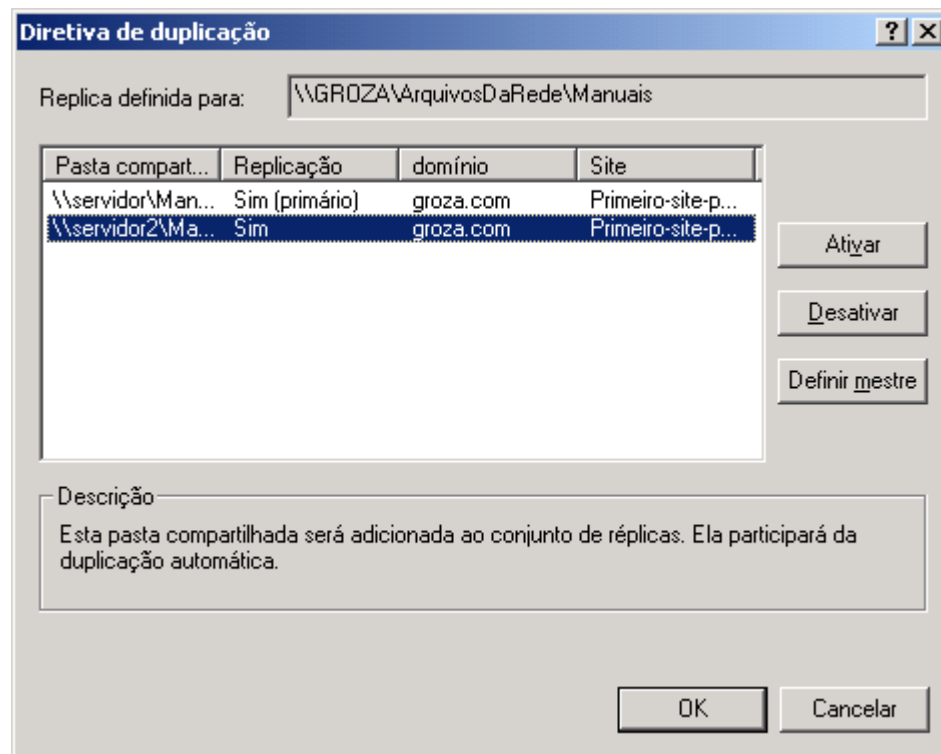 Diretiva de duplicação
Replica definida para: \\GROZA\ArquivosDaRede\Manuais
Pasta compart... Replicação domínio Site
\\servidor\Man... Sim (primário) groza.com Primeiro-site-p...
\\servidor2\Ma... Sim groza.com Primeiro-site-p...
Ativar
Desativar
Definir mestre
Descrição
Esta pasta compartilhada será adicionada ao conjunto de réplicas. Ela participará da
duplicação automática.
OK Cancelar